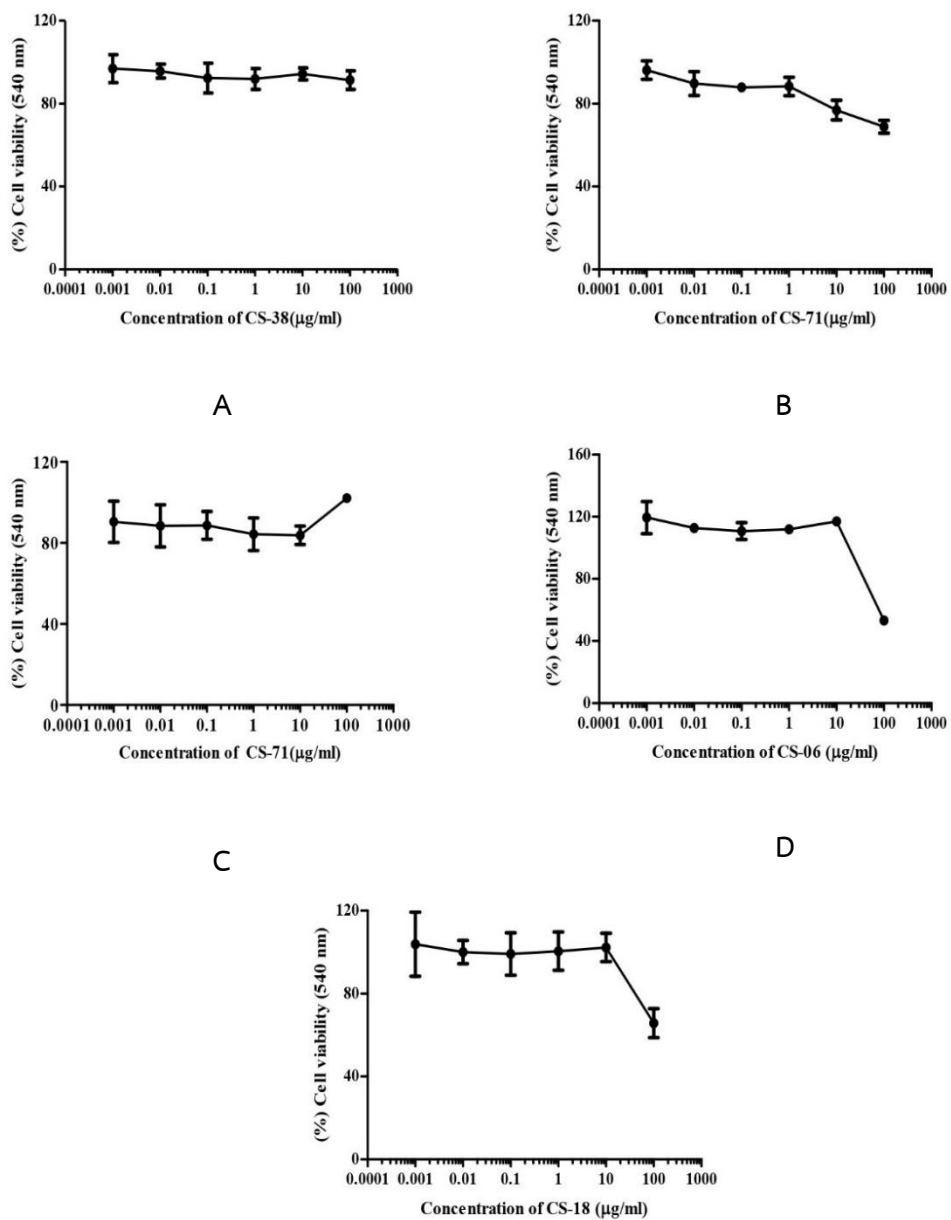 120
80
40
0
(%) Cell viability (540 nm)
0.0001 0.001 0.01 0.1 1 10 100 1000
Concentration of CS-38(μg/ml)
A
120
80
40
0
(%) Cell viability (540 nm)
0.0001 0.001 0.01 0.1 1 10 100 1000
Concentration of CS-71(μg/ml)
B
120
80
40
0
(%) Cell viability (540 nm)
0.0001 0.001 0.01 0.1 1 10 100 1000
Concentration of CS-71(μg/ml)
C
160
120
80
40
0
(%) Cell viability (540 nm)
0.0001 0.001 0.01 0.1 1 10 100 1000
Concentration of CS-06 (μg/ml)
D
120
80
40
0
(%) Cell viability (540 nm)
0.0001 0.001 0.01 0.1 1 10 100 1000
Concentration of CS-18 (μg/ml)